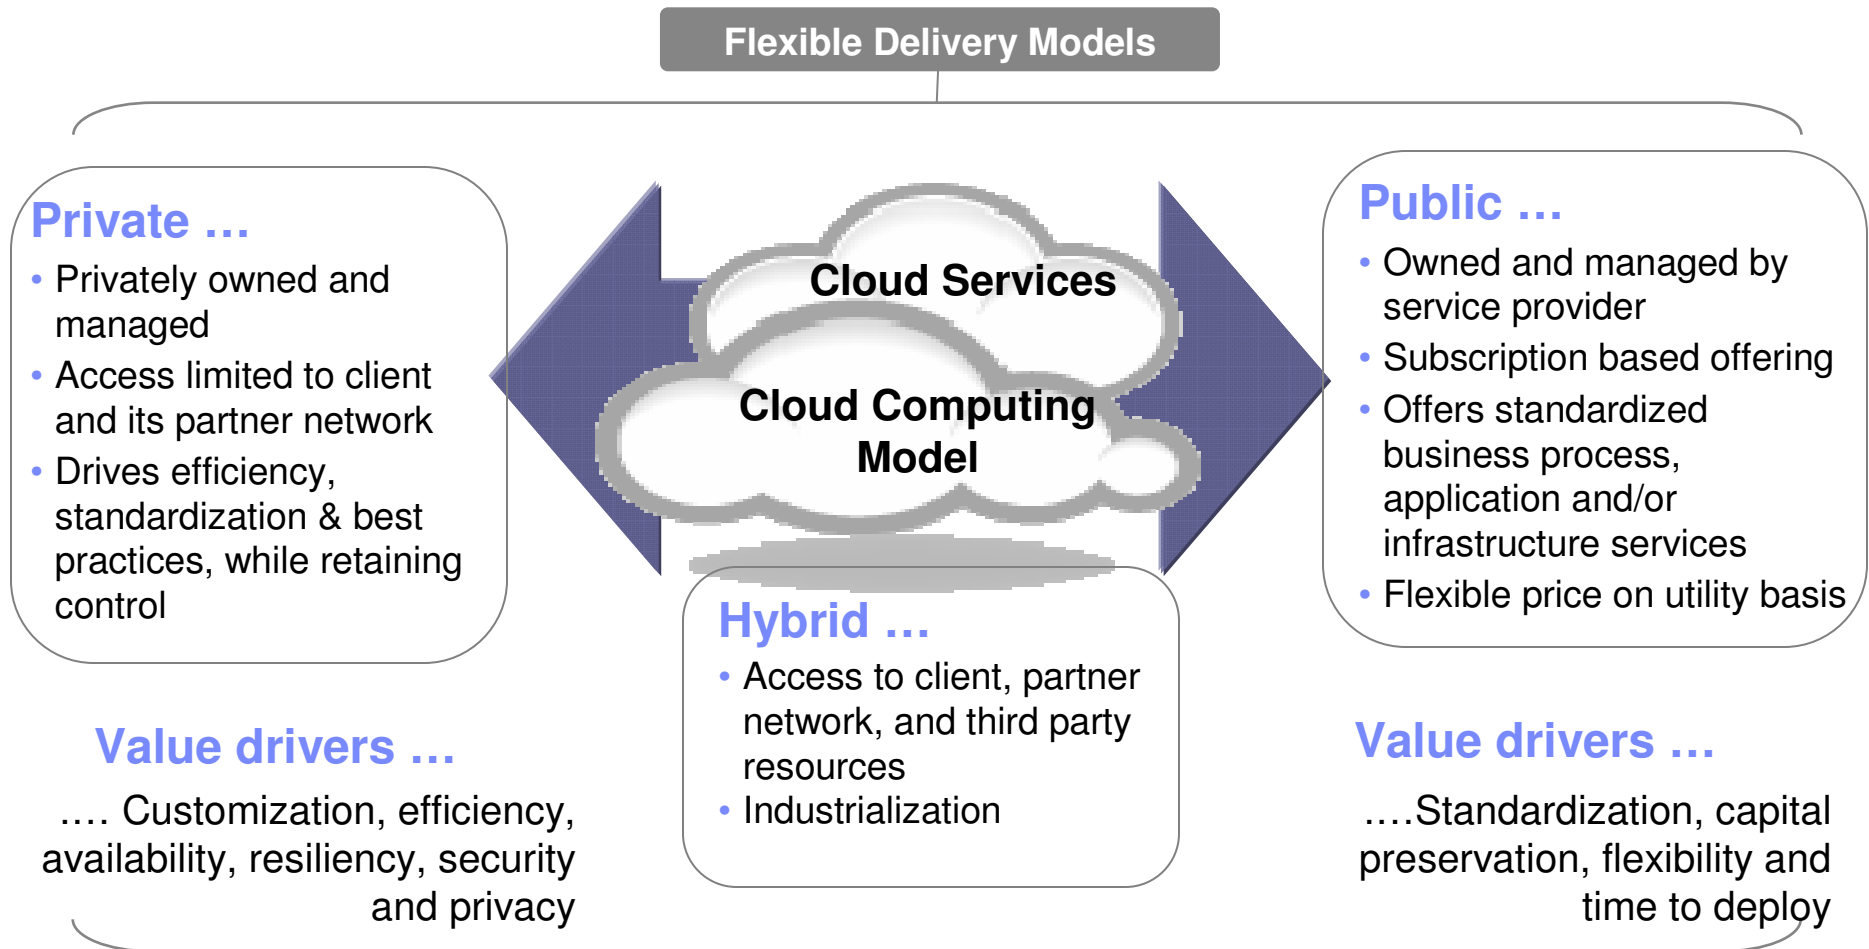 Flexible Delivery Models
Private …
• Privately owned and
managed
• Access limited to client
and its partner network
• Drives efficiency,
standardization & best
practices, while retaining
control
Value drivers …
…. Customization, efficiency,
availability, resiliency, security
and privacy
Cloud Services
Cloud Computing
Model
Hybrid …
• Access to client, partner
network, and third party
resources
• Industrialization
Public …
• Owned and managed by
service provider
• Subscription based offering
• Offers standardized
business process,
application and/or
infrastructure services
• Flexible price on utility basis
Value drivers …
….Standardization, capital
preservation, flexibility and
time to deploy